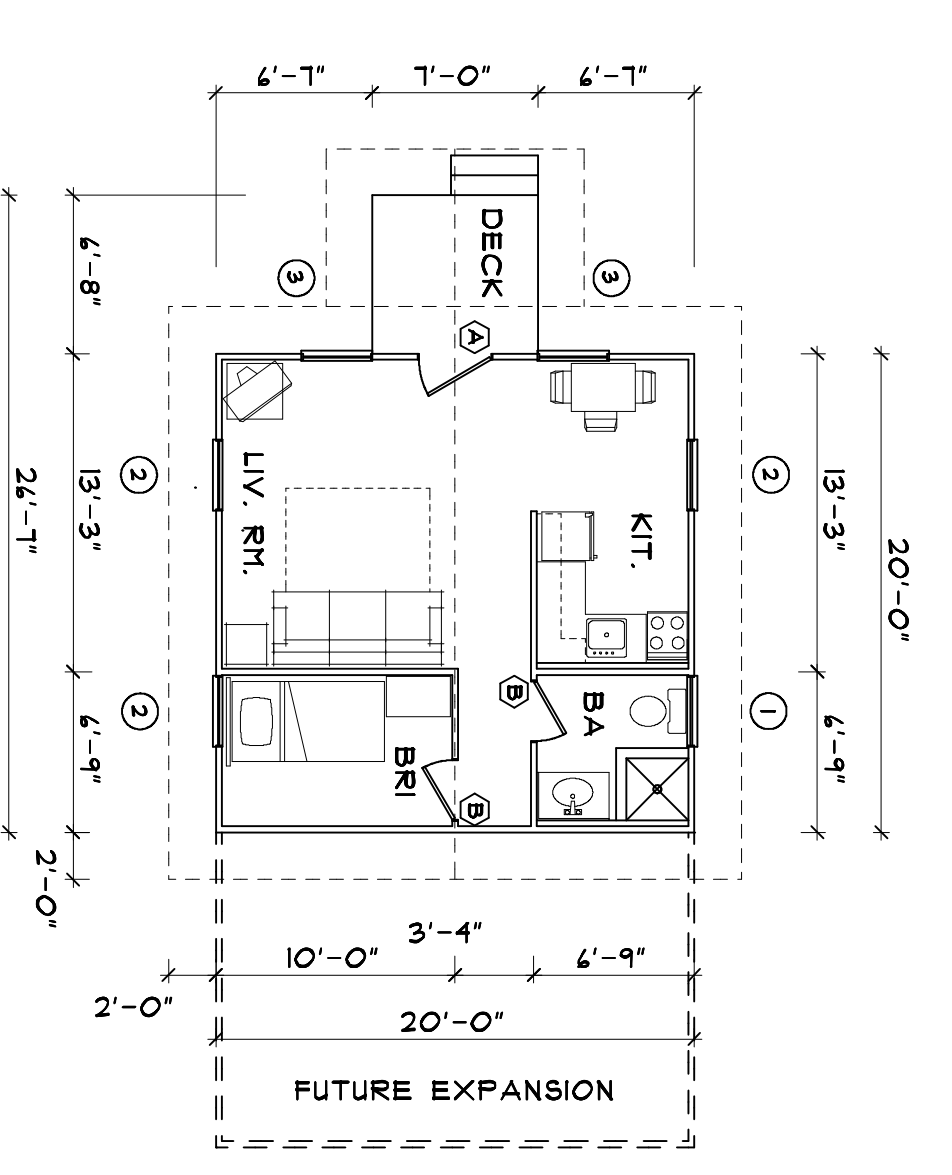 6'-7" 7'-0" 6'-7"
DECK
6'-8"
3
3
A
LIV. RM.
KIT.
2
2
26'-7"
13'-3"
13'-3"
20'-0"
B
BA
BR1
B
2
1
6'-9"
6'-9"
2'-0"
3'-4"
10'-0" 6'-9"
2'-0"
20'-0"
FUTURE EXPANSION